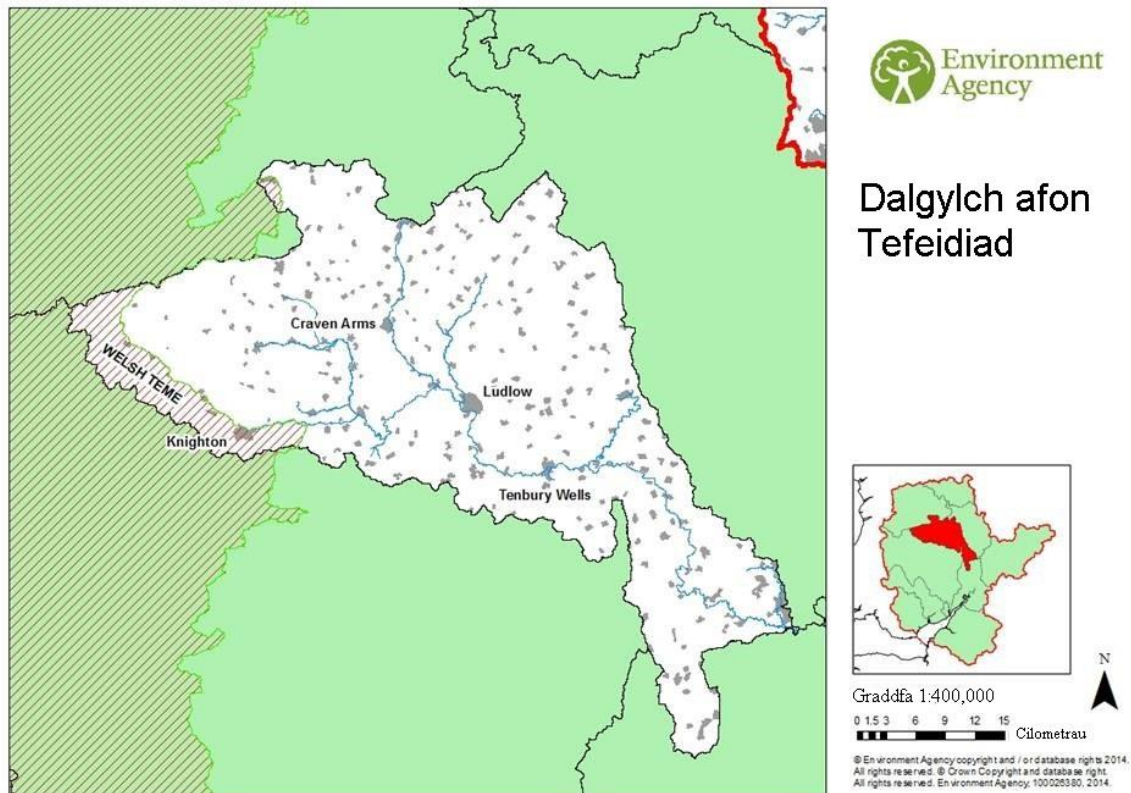 Environment
Agency
Dalgylch afon
Tefeidiad
Craven Arms
WELSH TEME
Ludlow
Knighton
Tenbury Wells
N
Graddfa 1:400,000
0 1.5 3 6 9 12 15
Cilometrau
© Environment Agency copyright and / or database rights 2014.
All rights reserved. © Crown Copyright and database right.
All rights reserved. Environment Agency, 100026380, 2014.